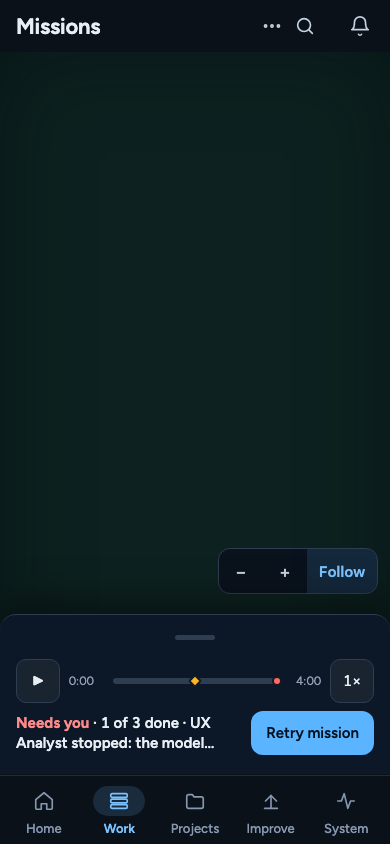 Missions
− + Follow
0:00 4:00 1×
Needs you · 1 of 3 done · UX
Analyst stopped: the model...
Retry mission
Home Work Projects Improve System